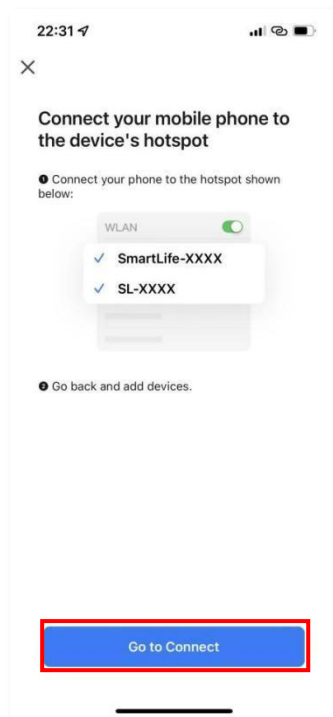 22:31
Connect your mobile phone to
the device's hotspot
❶ Connect your phone to the hotspot shown
below:
WLAN
SmartLife-XXXX
SL-XXXX
❷ Go back and add devices.
Go to Connect